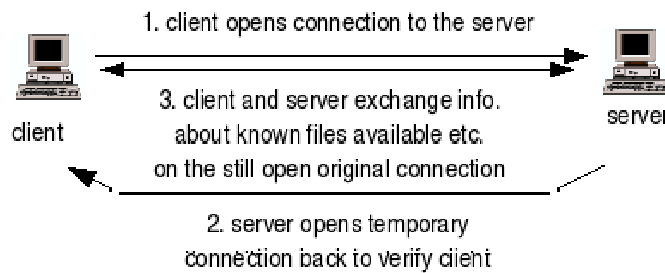 1. client opens connection to the server
client
server
3. client and server exchange info.
about known files available etc.
on the still open original connection
2. server opens temporary
connection back to verify client